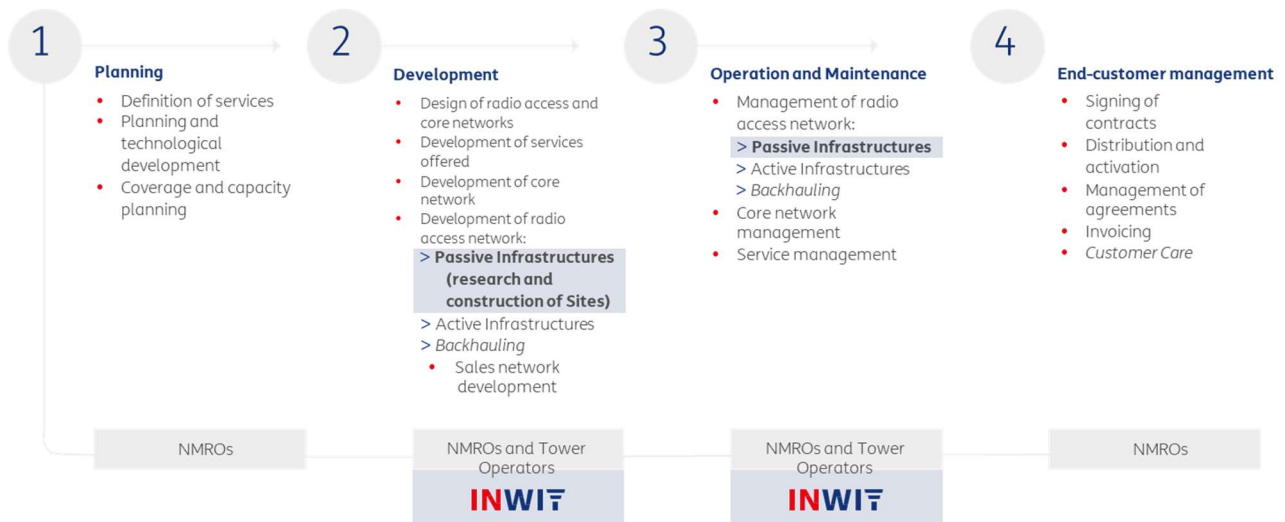 1
Planning
• Definition of services
• Planning and
technological
development
• Coverage and capacity
planning
NMROs
2
Development
• Design of radio access and
core networks
• Development of services
offered
• Development of core
network
• Development of radio
access network:
> Passive Infrastructures
(research and
construction of Sites)
> Active Infrastructures
> Backhauling
• Sales network
development
NMROs and Tower
Operators
INWIT
3
Operation and Maintenance
• Management of radio
access network:
> Passive Infrastructures
> Active Infrastructures
> Backhauling
• Core network
management
• Service management
NMROs and Tower
Operators
INWIT
4
End-customer management
• Signing of
contracts
• Distribution and
activation
• Management of
agreements
• Invoicing
• Customer Care
NMROs